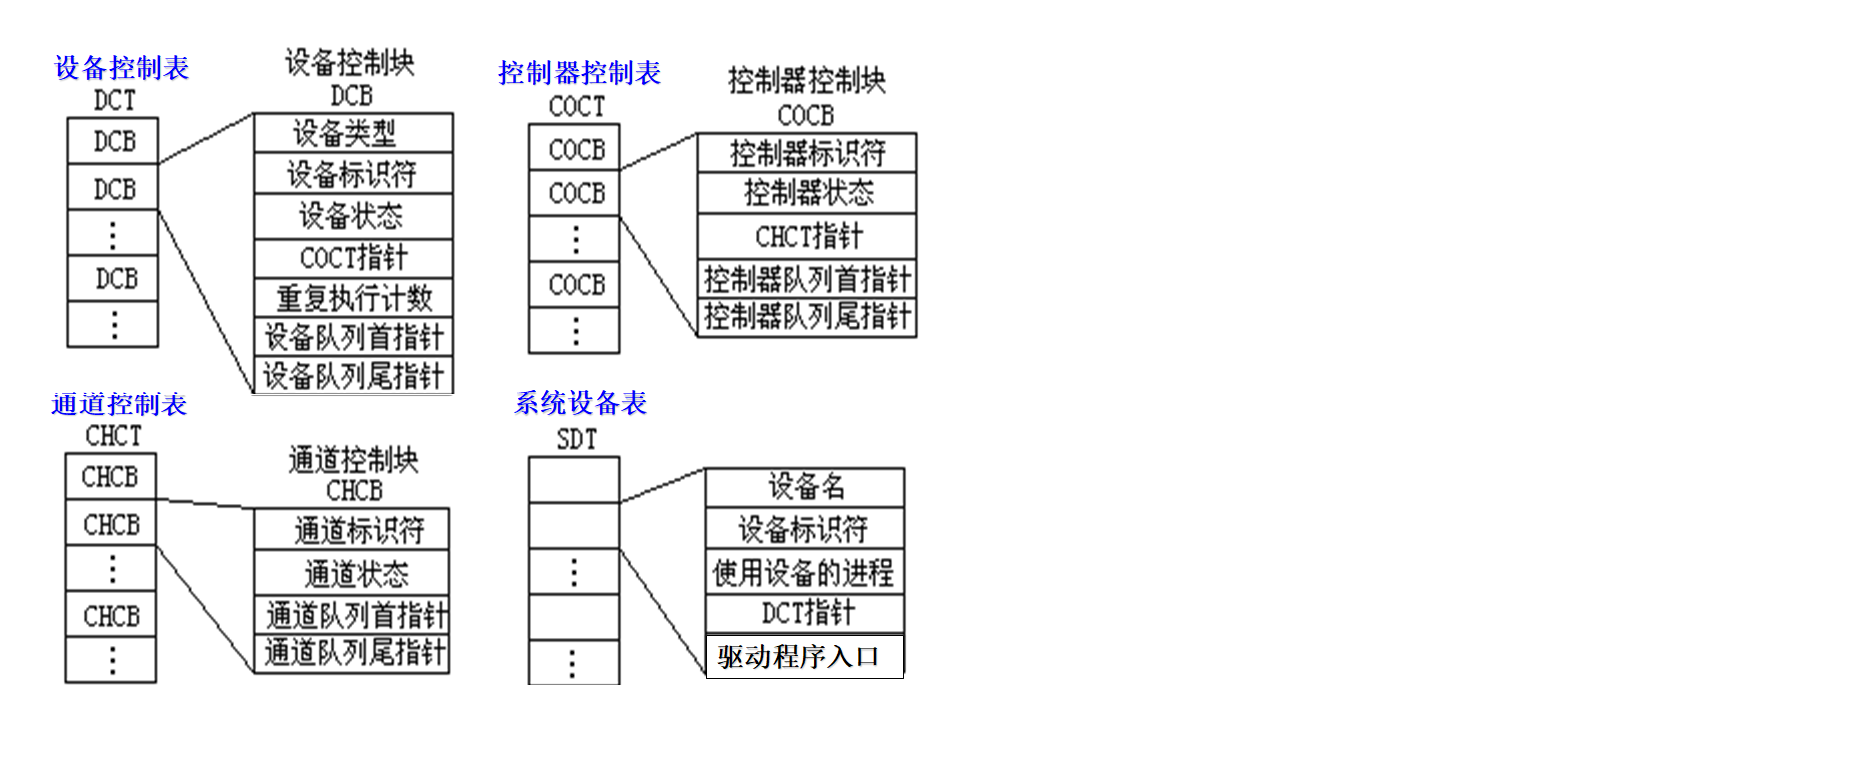 设备控制表
DCT
DCB
DCB
⋮
DCB
⋮
设备控制块
DCB
设备类型
设备标识符
设备状态
COCT指针
重复执行计数
设备队列首指针
设备队列尾指针
控制器控制表
COCT
COCB
COCB
⋮
COCB
⋮
控制器控制块
COCB
控制器标识符
控制器状态
CHCT指针
控制器队列首指针
控制器队列尾指针
通道控制表
CHCT
CHCB
CHCB
⋮
CHCB
⋮
通道控制块
CHCB
通道标识符
通道状态
通道队列首指针
通道队列尾指针
系统设备表
SDT
⋮
⋮
设备名
设备标识符
使用设备的进程
DCT指针
驱动程序入口